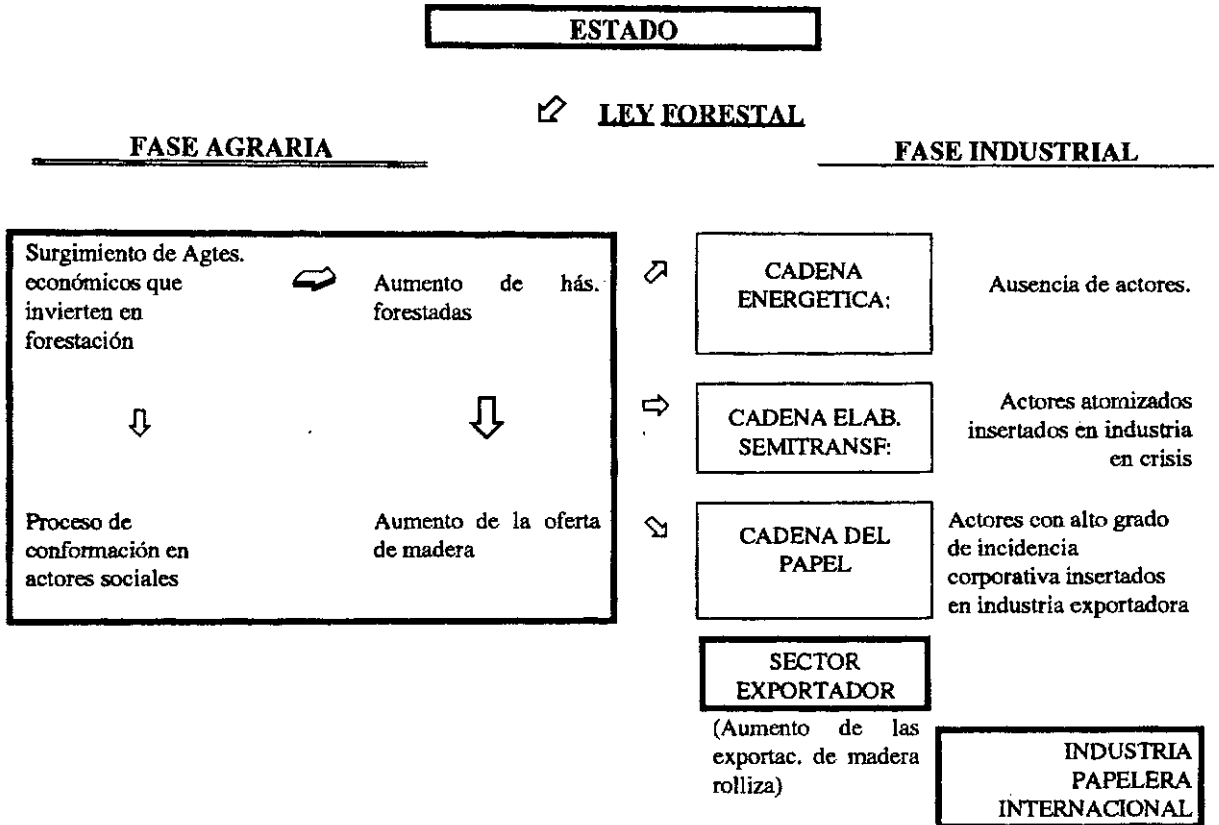 ESTADO
LEY FORESTAL
FASE AGRARIA
FASE INDUSTRIAL
Surgimiento de Agtes.
económicos que
invierten en
forestación
Aumento de hás.
forestadas
Proceso de
conformación en
actores sociales
Aumento de la oferta
de madera
CADENA
ENERGETICA:
Ausencia de actores.
CADENA ELAB.
SEMITRANSF:
Actores atomizados
insertados en industria
en crisis
CADENA DEL
PAPEL
Actores con alto grado
de incidencia
corporativa insertados
en industria exportadora
SECTOR
EXPORTADOR
(Aumento de las
exportac. de madera
rolliza)
INDUSTRIA
PAPELERA
INTERNACIONAL